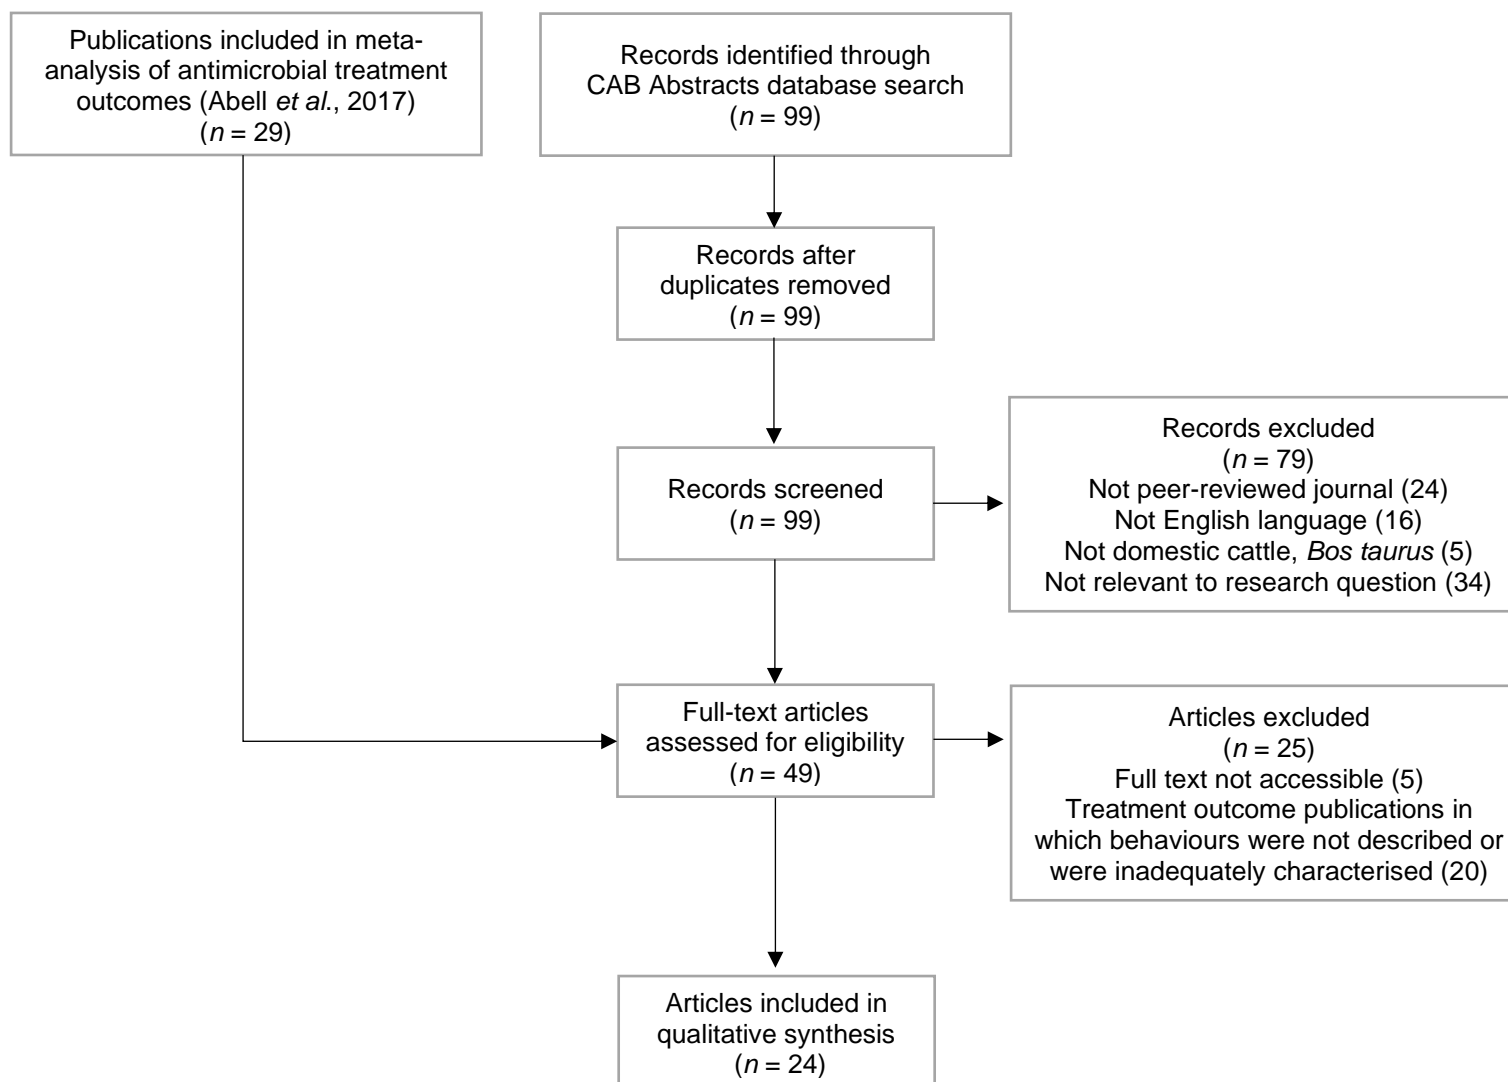 Publications included in meta-
analysis of antimicrobial treatment
outcomes (Abell et al., 2017)
(n = 29)
Records identified through
CAB Abstracts database search
(n = 99)
Records after
duplicates removed
(n = 99)
Records screened
(n = 99)
Records excluded
(n = 79)
Not peer-reviewed journal (24)
Not English language (16)
Not domestic cattle, Bos taurus (5)
Not relevant to research question (34)
Full-text articles
assessed for eligibility
(n = 49)
Articles excluded
(n = 25)
Full text not accessible (5)
Treatment outcome publications in
which behaviours were not described or
were inadequately characterised (20)
Articles included in
qualitative synthesis
(n = 24)